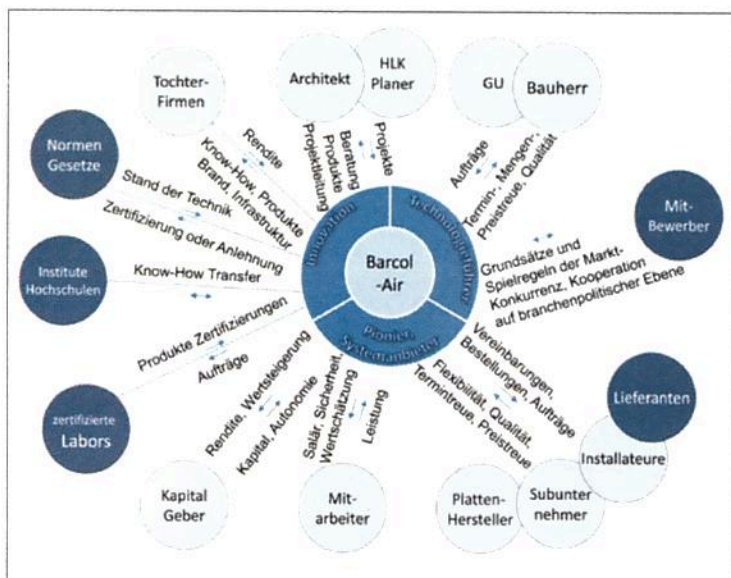 Tochter-
Firmen
Architekt
HLK
Planer
GU
Bauherr
Normen
Gesetze
Mit-
Bewerber
Institute
Hochschulen
zertifizierte
Labors
Lieferanten
Installateure
Kapital
Geber
Mit-
arbeiter
Platten-
Hersteller
Subunter
nehmer
Barcol
-Air
Innovation
Technologieführer
Pionier,
Systemanbieter
Rendite
Know-How, Produkte
Brand, Infrastruktur
Projekte
Beratung
Produkte
Projektleitung
Aufträge
Termin-, Mengen-,
Preistreue, Qualität
Stand der Technik
Zertifizierung oder Anlehnung
Know-How Transfer
Produkte Zertifizierungen
Aufträge
Rendite, Wertsteigerung
Kapital, Autonomie
Salär, Sicherheit,
Wertschätzung
Leistung
Grundsätze und
Spielregeln der Markt-
Konkurrenz, Kooperation
auf branchenpolitischer Ebene
Vereinbarungen,
Bestellungen, Aufträge
Flexibilität, Qualität,
Termintreue, Preistreue